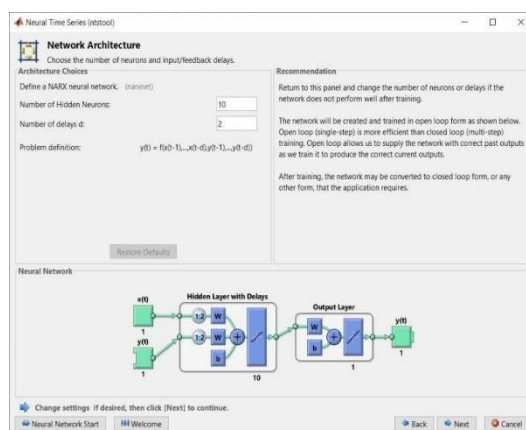 Neural Time Series (ntstool)
Network Architecture
Choose the number of neurons and input/feedback delays.
Architecture Choices
Define a NARX neural network. (narxnet)
Number of Hidden Neurons: 10
Number of delays d: 2
Problem definition: y(t) = f(x(t-1),...,x(t-d),y(t-1),...,y(t-d))
Restore Defaults
Recommendation
Return to this panel and change the number of neurons or delays if the
network does not perform well after training.
The network will be created and trained in open loop form as shown below.
Open loop (single-step) is more efficient than closed loop (multi-step)
training. Open loop allows us to supply the network with correct past outputs
as we train it to produce the correct current outputs.
After training, the network may be converted to closed loop form, or any
other form, that the application requires.
Neural Network
Hidden Layer with Delays
Output Layer
x(t)
1
y(t)
1
1:2 W
1:2 W
b
10
W
b
1
y(t)
1
Change settings if desired, then click [Next] to continue.
Neural Network Start Welcome Back Next Cancel